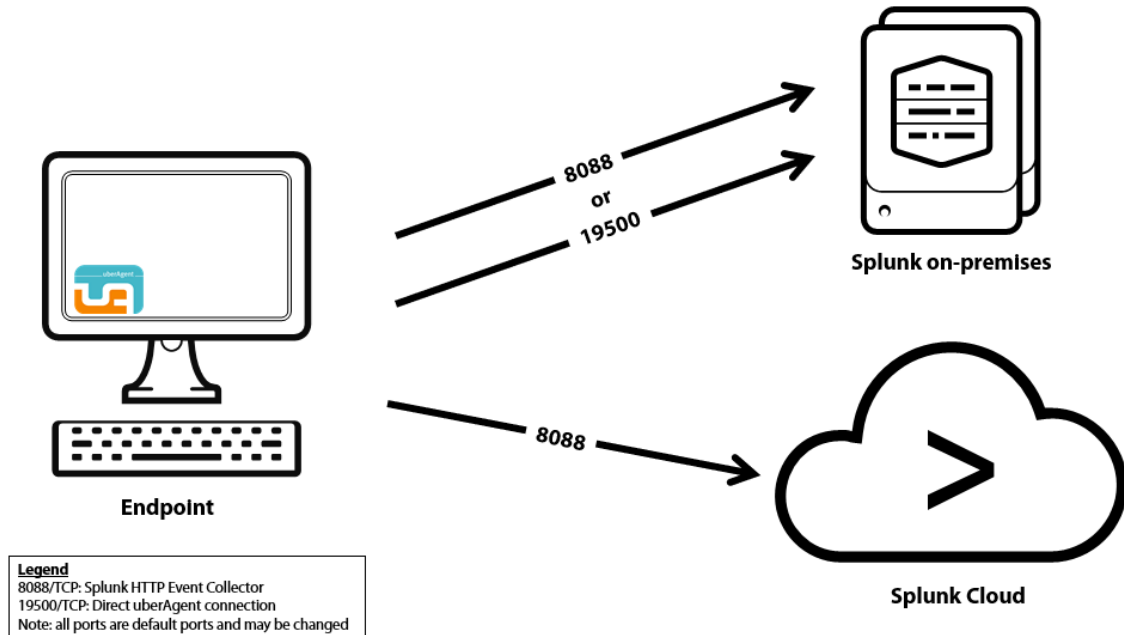 8088
or
19500
Splunk on-premises
uberAgent
8088
Endpoint
Splunk Cloud
Legend
8088/TCP: Splunk HTTP Event Collector
19500/TCP: Direct uberAgent connection
Note: all ports are default ports and may be changed